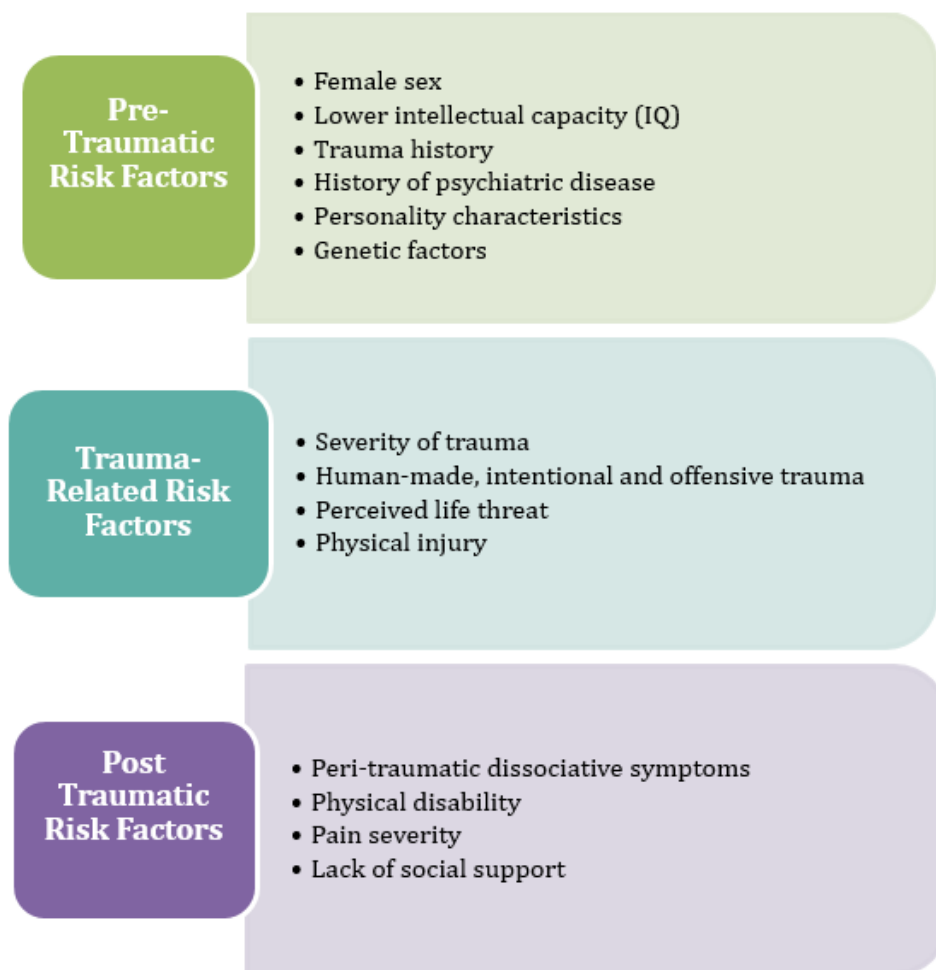 Pre-
Traumatic
Risk Factors
• Female sex
• Lower intellectual capacity (IQ)
• Trauma history
• History of psychiatric disease
• Personality characteristics
• Genetic factors
Trauma-
Related Risk
Factors
• Severity of trauma
• Human-made, intentional and offensive trauma
• Perceived life threat
• Physical injury
Post
Traumatic
Risk Factors
• Peri-traumatic dissociative symptoms
• Physical disability
• Pain severity
• Lack of social support